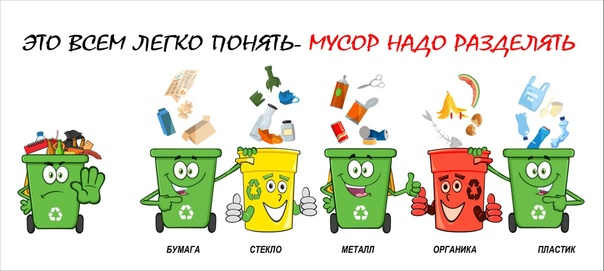 ЭТО ВСЕМ ЛЕГКО ПОНЯТЬ- МУСОР НАДО РАЗДЕЛЯТЬ
БУМАГА СТЕКЛО МЕТАЛЛ ОРГАНИКА ПЛАСТИК